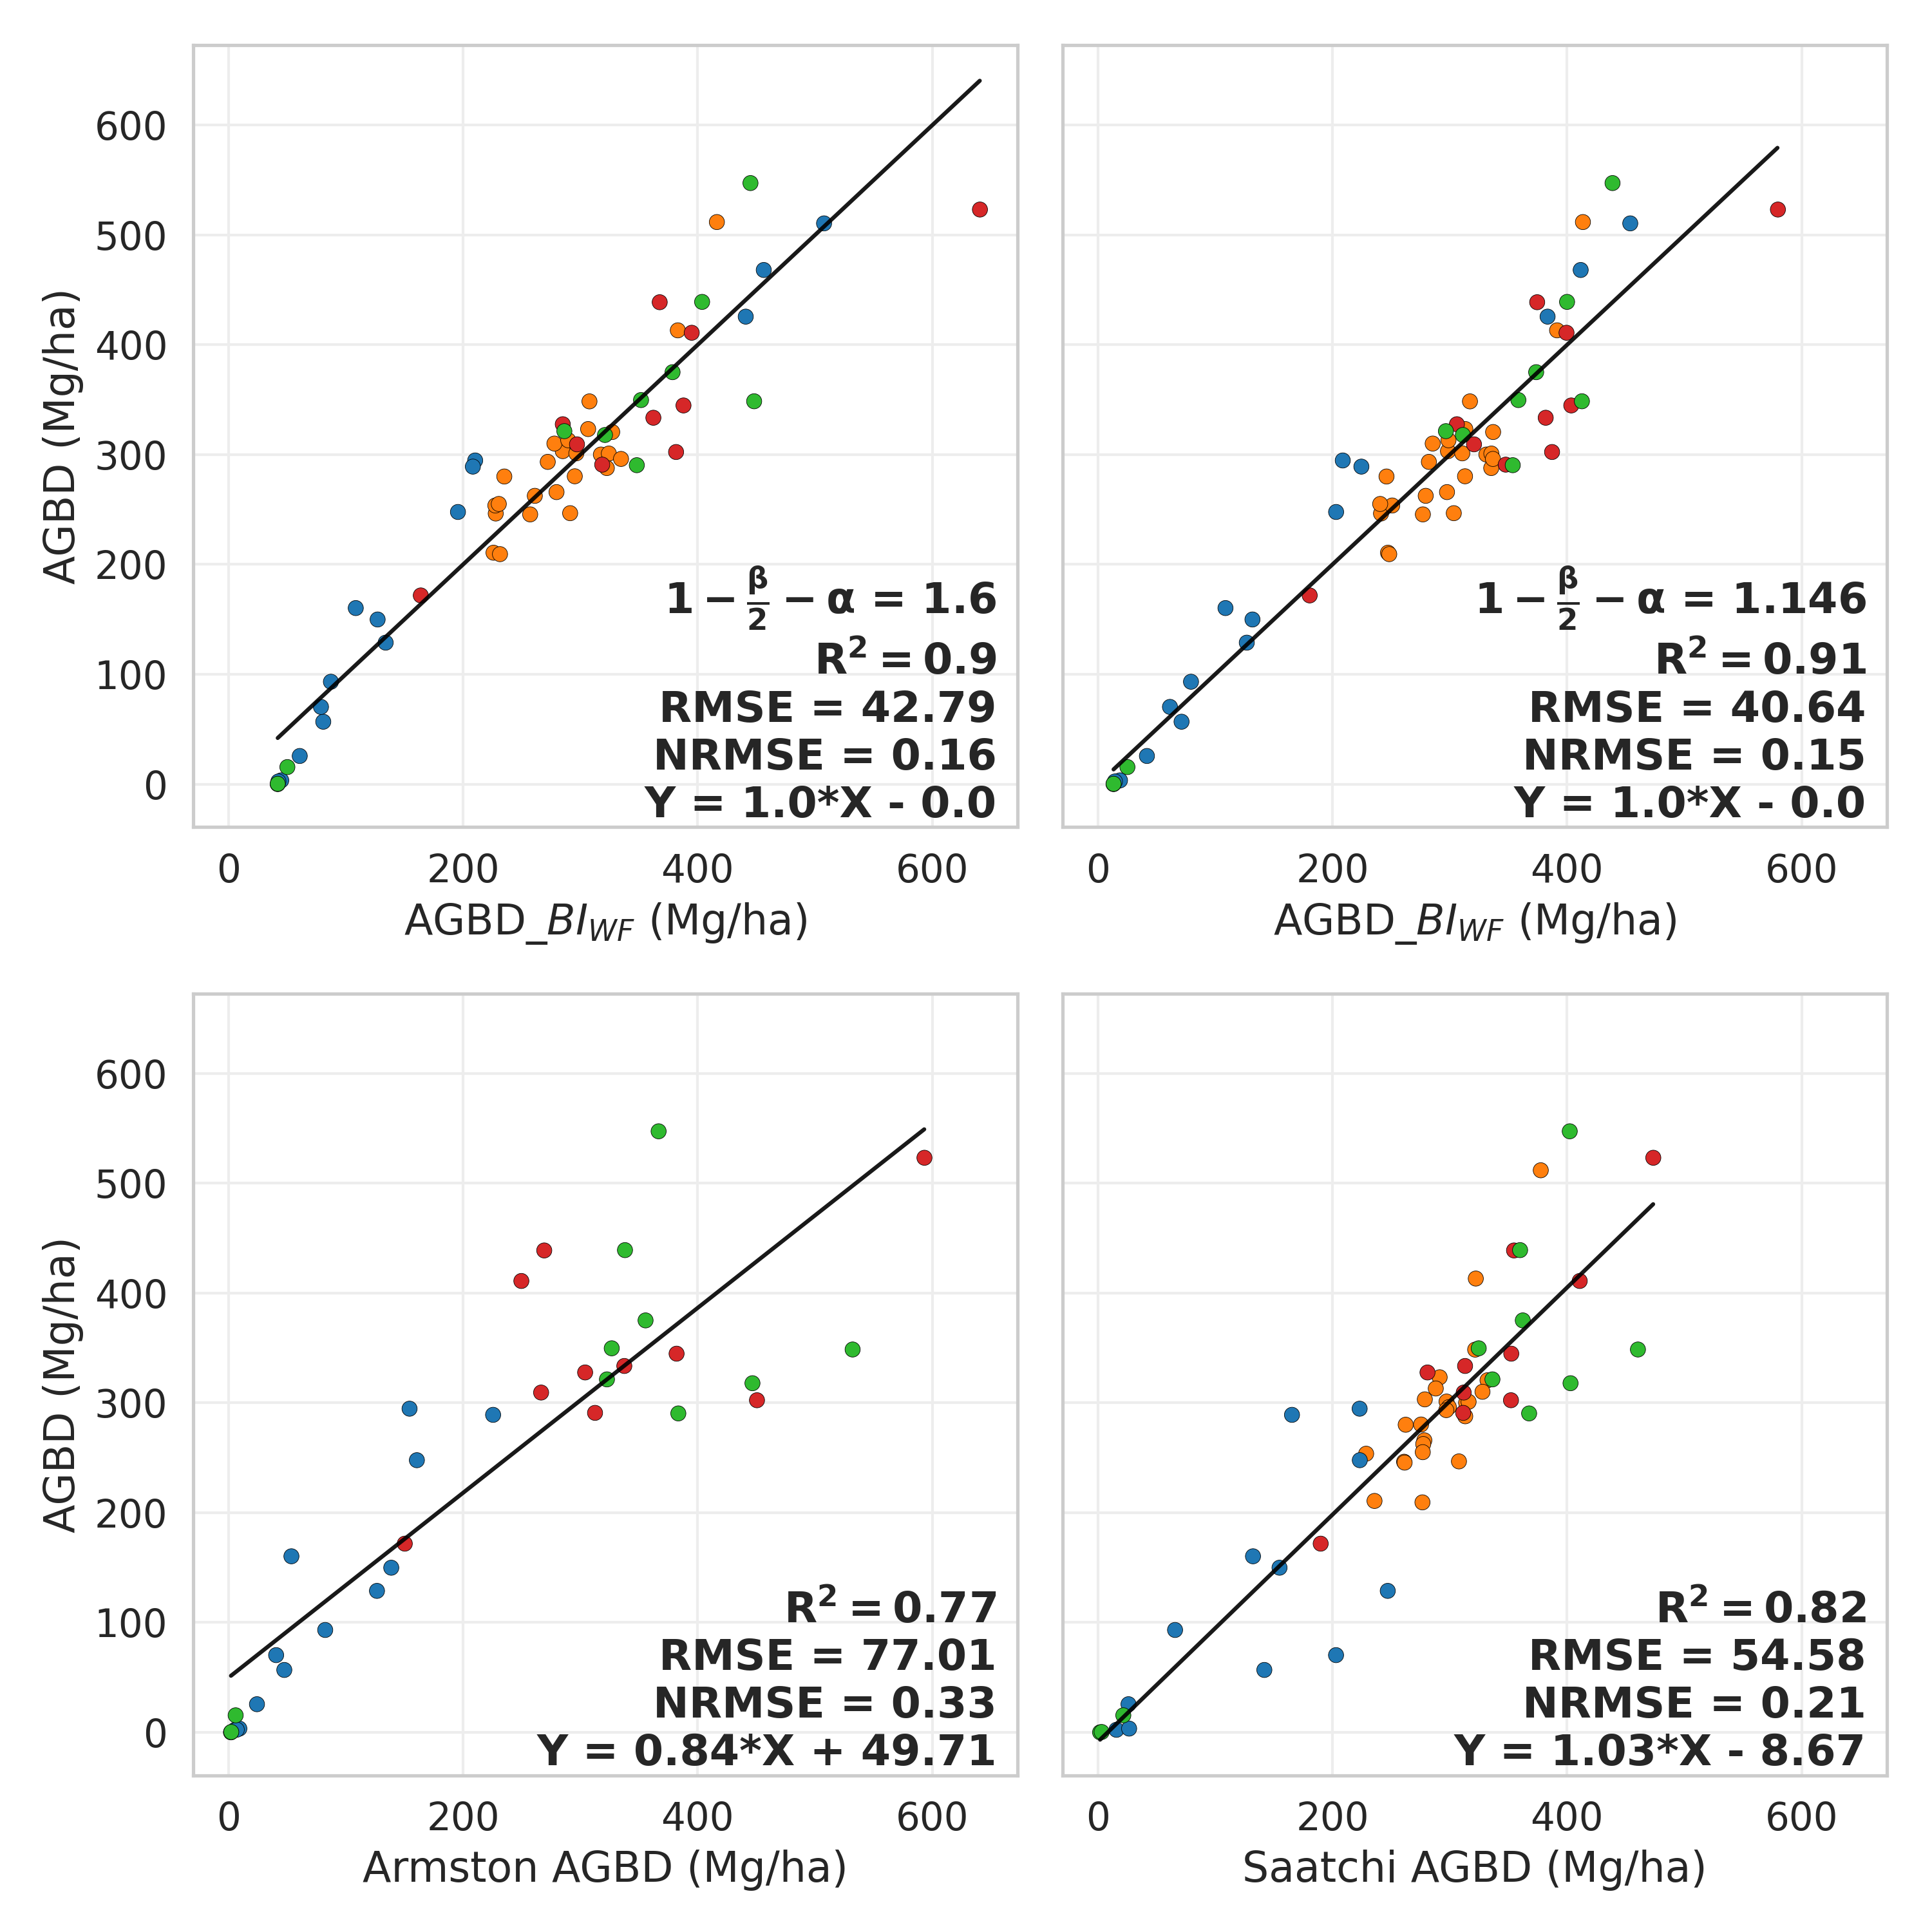 600
500
400
300
200
100
0
AGBD (Mg/ha)
1 − β/2 − α = 1.6
R² = 0.9
RMSE = 42.79
NRMSE = 0.16
Y = 1.0*X - 0.0
0 200 400 600
AGBD_BI_WF (Mg/ha)
1 − β/2 − α = 1.146
R² = 0.91
RMSE = 40.64
NRMSE = 0.15
Y = 1.0*X - 0.0
0 200 400 600
AGBD_BI_WF (Mg/ha)
600
500
400
300
200
100
0
AGBD (Mg/ha)
R² = 0.77
RMSE = 77.01
NRMSE = 0.33
Y = 0.84*X + 49.71
0 200 400 600
Armston AGBD (Mg/ha)
R² = 0.82
RMSE = 54.58
NRMSE = 0.21
Y = 1.03*X - 8.67
0 200 400 600
Saatchi AGBD (Mg/ha)